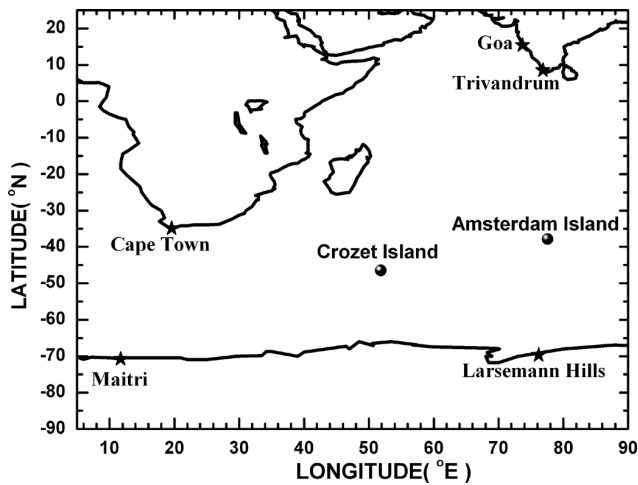 20
10
0
-10
-20
-30
-40
-50
-60
-70
-80
-90
LATITUDE( °N )
Goa
Trivandrum
Cape Town
Amsterdam Island
Crozet Island
Maitri
Larsemann Hills
10 20 30 40 50 60 70 80 90
LONGITUDE( °E )